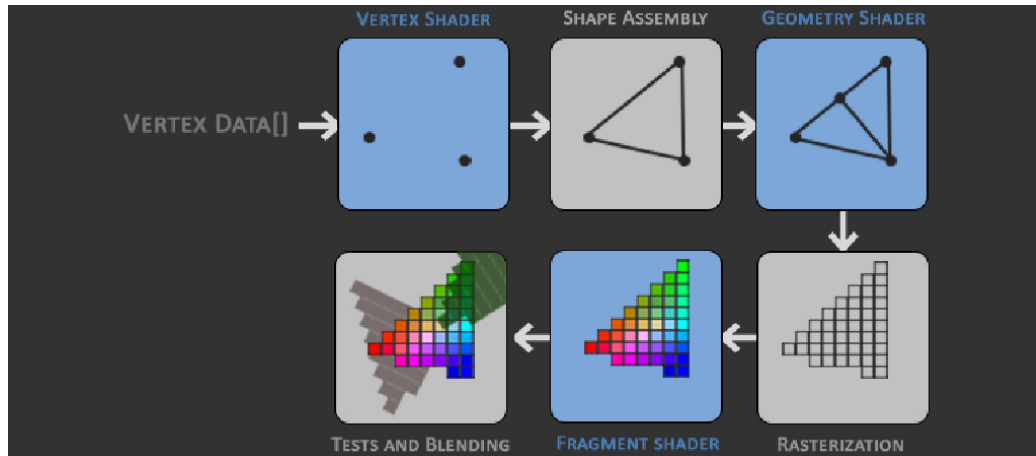 VERTEX SHADER
SHAPE ASSEMBLY
GEOMETRY SHADER
VERTEX DATA[]
TESTS AND BLENDING
FRAGMENT SHADER
RASTERIZATION